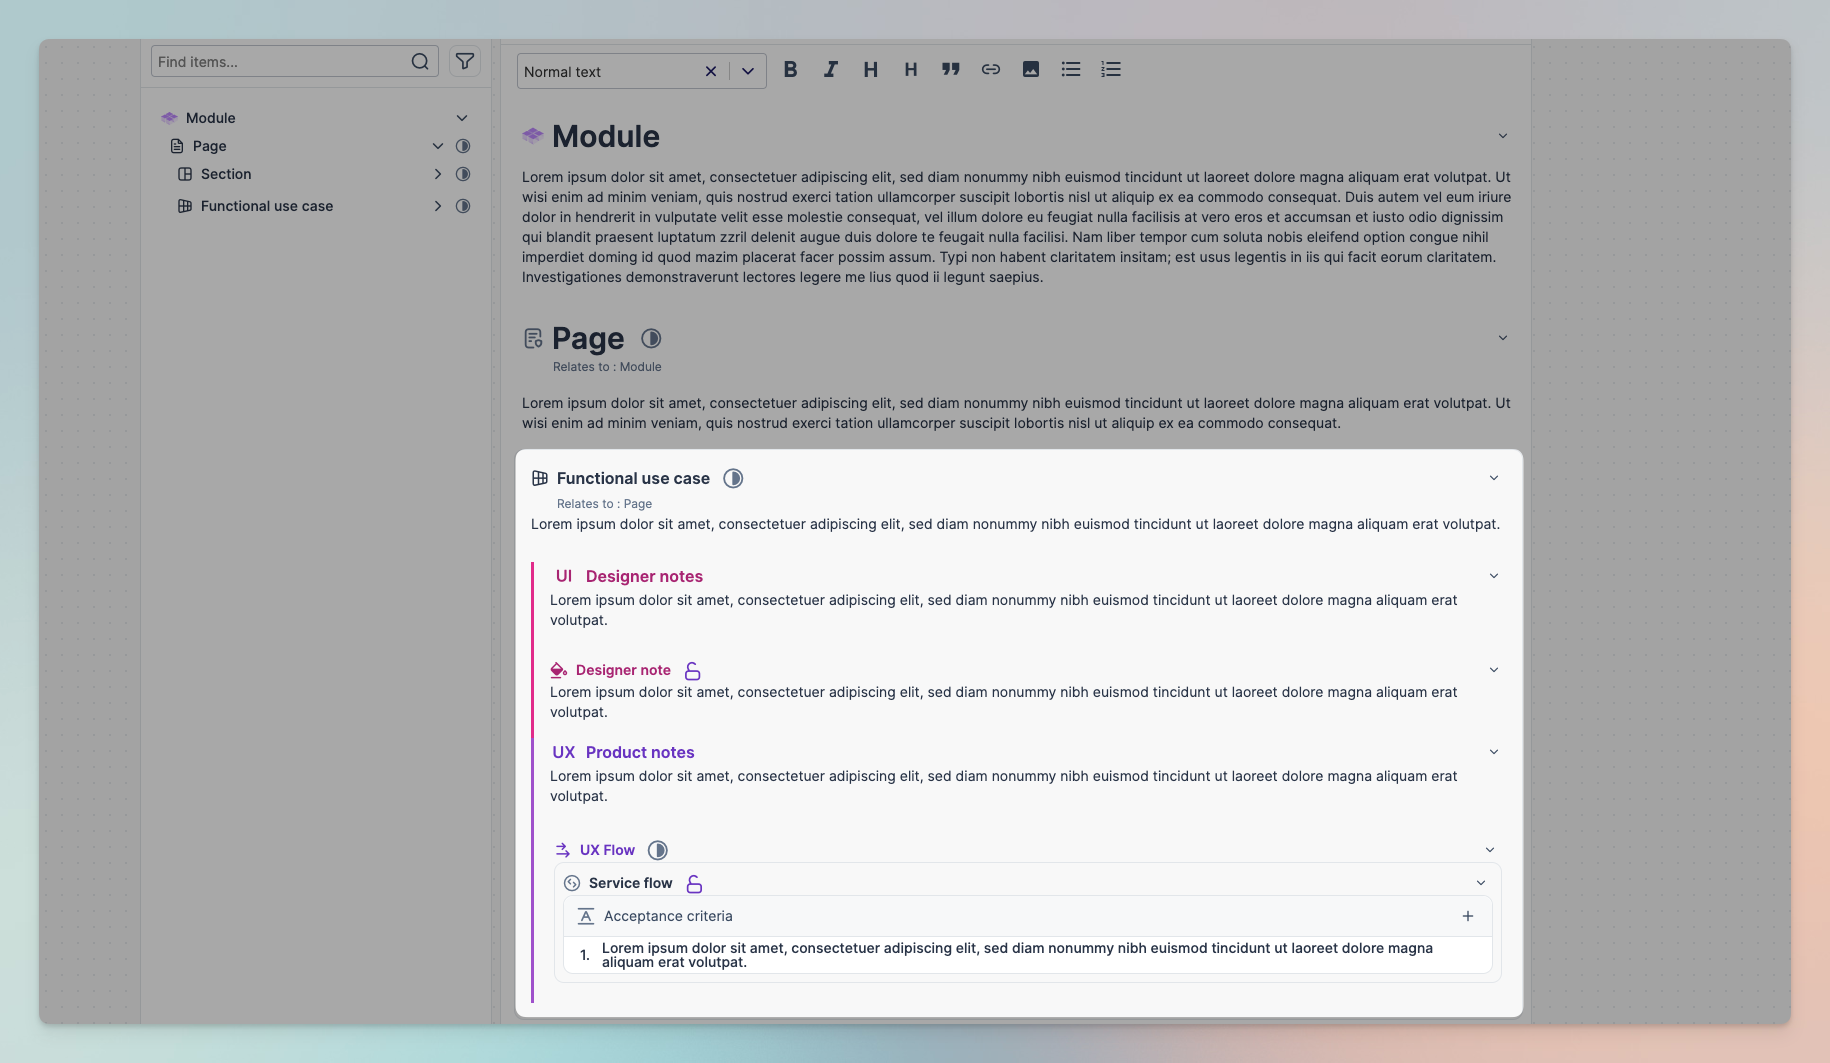 Find items...
Module
Page
Section
Functional use case
Normal text
B I H H
Module
Lorem ipsum dolor sit amet, consectetuer adipiscing elit, sed diam nonummy nibh euismod tincidunt ut laoreet dolore magna aliquam erat volutpat. Ut
wisi enim ad minim veniam, quis nostrud exerci tation ullamcorper suscipit lobortis nisl ut aliquip ex ea commodo consequat. Duis autem vel eum iriure
dolor in hendrerit in vulputate velit esse molestie consequat, vel illum dolore eu feugiat nulla facilisis at vero eros et accumsan et iusto odio dignissim
qui blandit praesent luptatum zzril delenit augue duis dolore te feugait nulla facilisi. Nam liber tempor cum soluta nobis eleifend option congue nihil
imperdiet doming id quod mazim placerat facer possim assum. Typi non habent claritatem insitam; est usus legentis in iis qui facit eorum claritatem.
Investigationes demonstraverunt lectores legere me lius quod ii legunt saepius.
Page
Relates to : Module
Lorem ipsum dolor sit amet, consectetuer adipiscing elit, sed diam nonummy nibh euismod tincidunt ut laoreet dolore magna aliquam erat volutpat. Ut
wisi enim ad minim veniam, quis nostrud exerci tation ullamcorper suscipit lobortis nisl ut aliquip ex ea commodo consequat.
Functional use case
Relates to : Page
Lorem ipsum dolor sit amet, consectetuer adipiscing elit, sed diam nonummy nibh euismod tincidunt ut laoreet dolore magna aliquam erat volutpat.
UI Designer notes
Lorem ipsum dolor sit amet, consectetuer adipiscing elit, sed diam nonummy nibh euismod tincidunt ut laoreet dolore magna aliquam erat
volutpat.
Designer note
Lorem ipsum dolor sit amet, consectetuer adipiscing elit, sed diam nonummy nibh euismod tincidunt ut laoreet dolore magna aliquam erat
volutpat.
UX Product notes
Lorem ipsum dolor sit amet, consectetuer adipiscing elit, sed diam nonummy nibh euismod tincidunt ut laoreet dolore magna aliquam erat
volutpat.
UX Flow
Service flow
Acceptance criteria
1. Lorem ipsum dolor sit amet, consectetuer adipiscing elit, sed diam nonummy nibh euismod tincidunt ut laoreet dolore magna
aliquam erat volutpat.